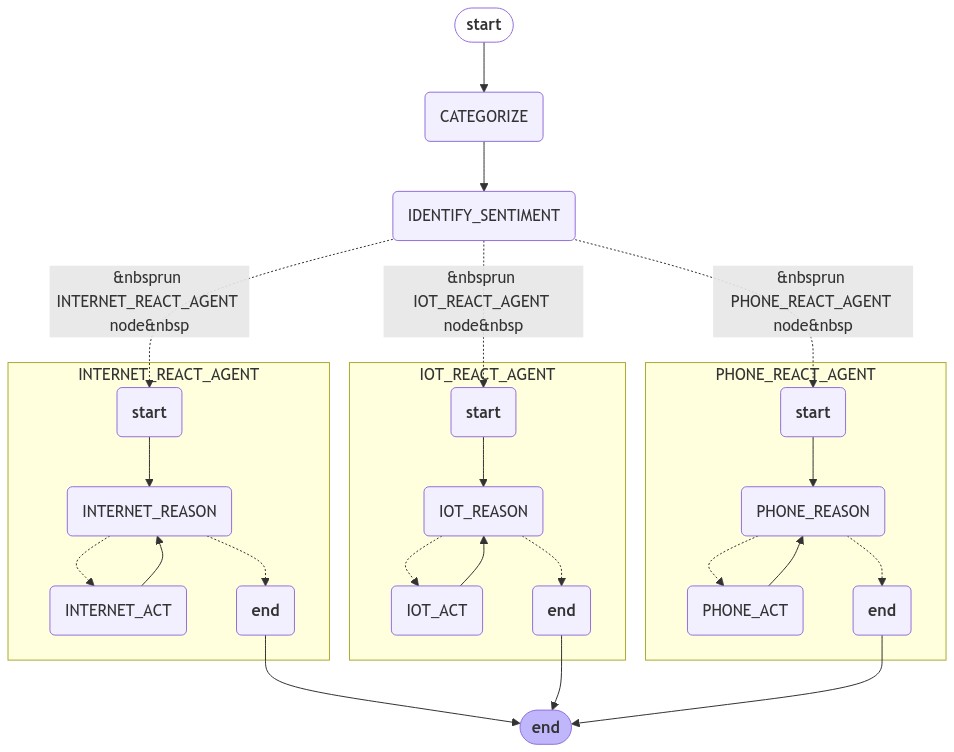 start
CATEGORIZE
IDENTIFY_SENTIMENT
&nbsprun
INTERNET_REACT_AGENT
node&nbsp
&nbsprun
IOT_REACT_AGENT
node&nbsp
&nbsprun
PHONE_REACT_AGENT
node&nbsp
INTERNET_REACT_AGENT
start
INTERNET_REASON
INTERNET_ACT
end
IOT_REACT_AGENT
start
IOT_REASON
IOT_ACT
end
PHONE_REACT_AGENT
start
PHONE_REASON
PHONE_ACT
end
end